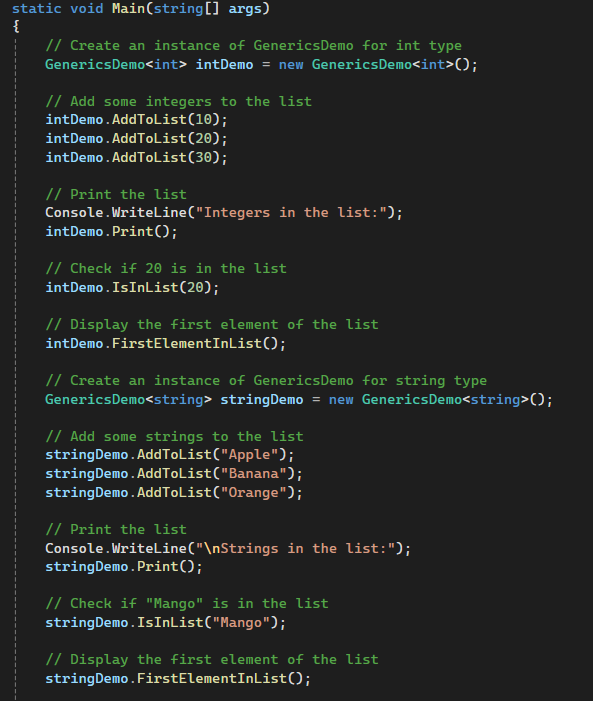 static void Main(string[] args)
{
// Create an instance of GenericsDemo for int type
GenericsDemo<int> intDemo = new GenericsDemo<int>();
// Add some integers to the list
intDemo.AddToList(10);
intDemo.AddToList(20);
intDemo.AddToList(30);
// Print the list
Console.WriteLine("Integers in the list:");
intDemo.Print();
// Check if 20 is in the list
intDemo.IsInList(20);
// Display the first element of the list
intDemo.FirstElementInList();
// Create an instance of GenericsDemo for string type
GenericsDemo<string> stringDemo = new GenericsDemo<string>();
// Add some strings to the list
stringDemo.AddToList("Apple");
stringDemo.AddToList("Banana");
stringDemo.AddToList("Orange");
// Print the list
Console.WriteLine("\nStrings in the list:");
stringDemo.Print();
// Check if "Mango" is in the list
stringDemo.IsInList("Mango");
// Display the first element of the list
stringDemo.FirstElementInList();